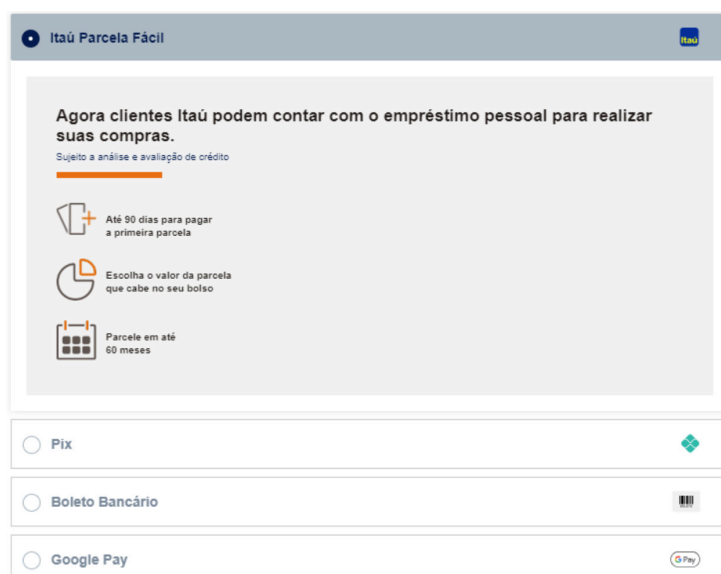 Itaú Parcela Fácil
Itaú
Agora clientes Itaú podem contar com o empréstimo pessoal para realizar
suas compras.
Sujeito a análise e avaliação de crédito
Até 90 dias para pagar
a primeira parcela
Escolha o valor da parcela
que cabe no seu bolso
Parcele em até
60 meses
Pix
Boleto Bancário
Google Pay
G Pay